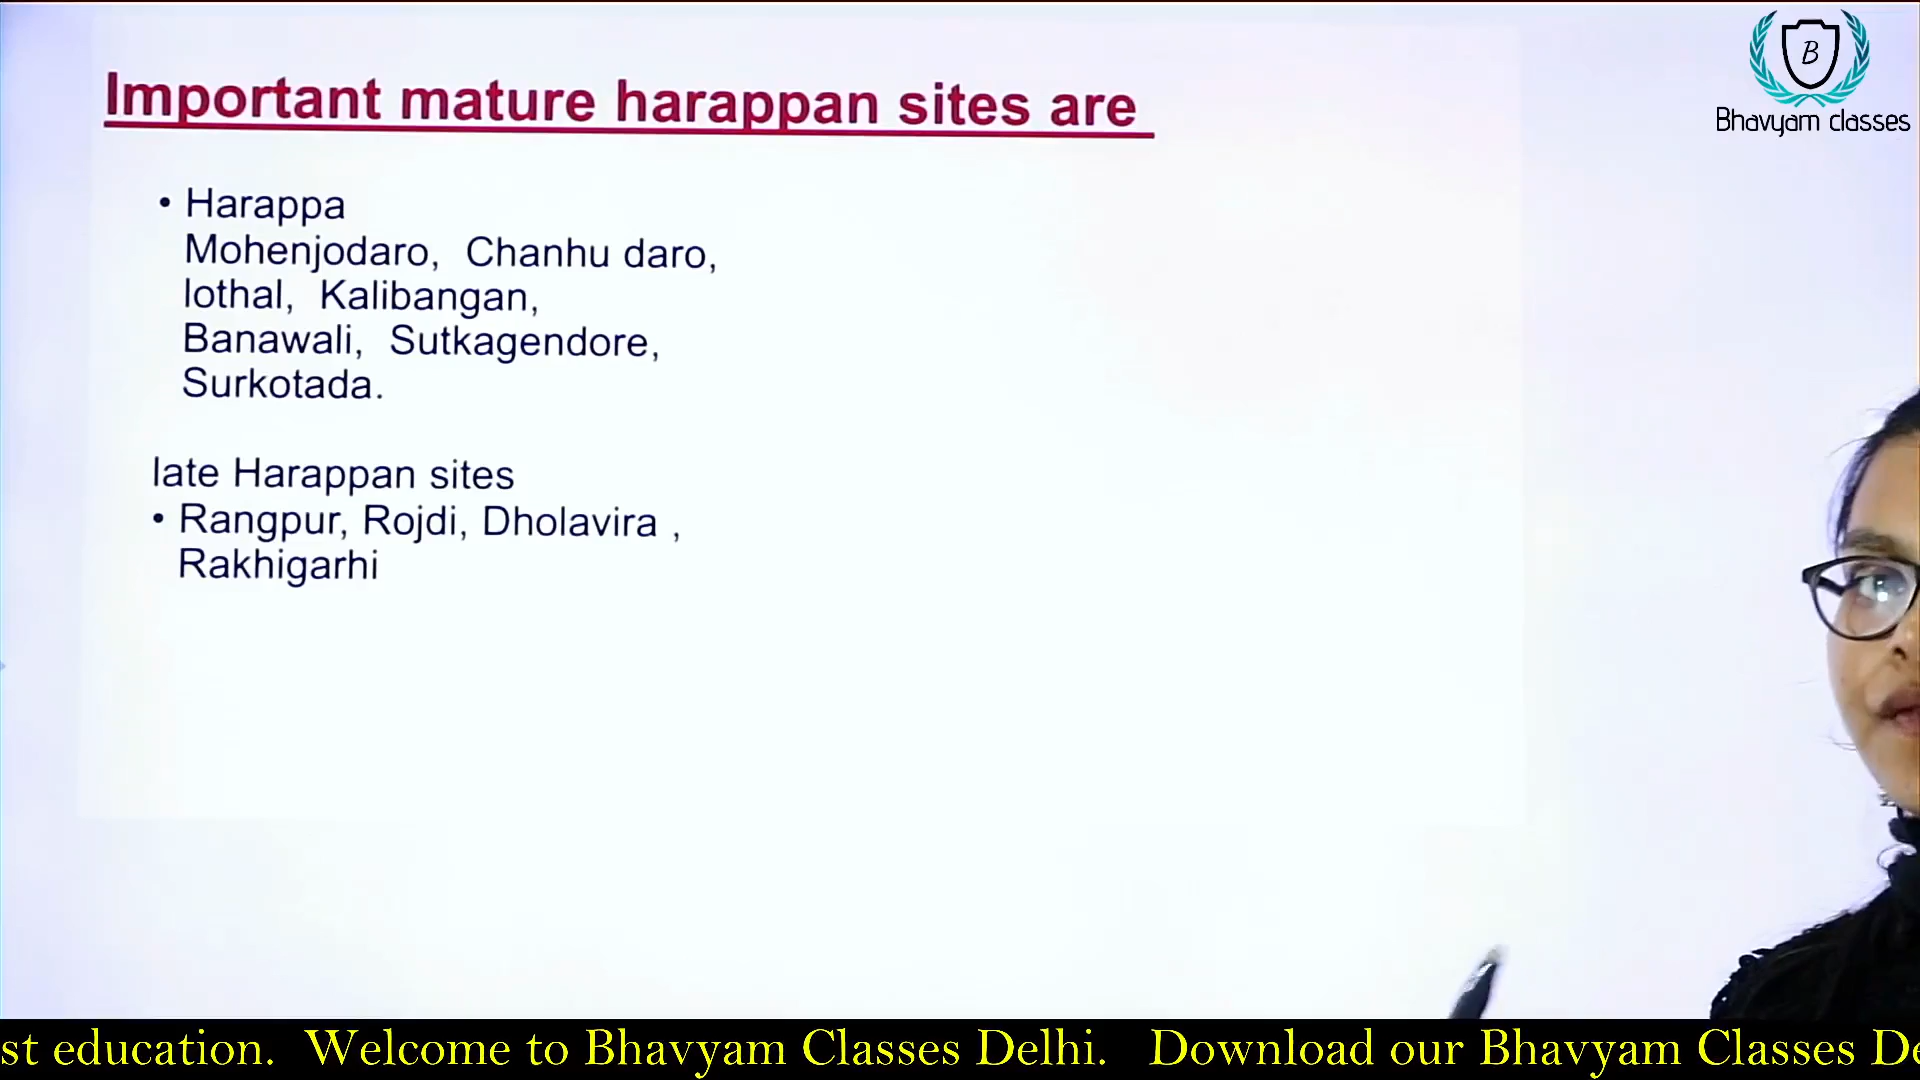 B
Bhavyam classes
Important mature harappan sites are
• Harappa
Mohenjodaro, Chanhu daro,
lothal, Kalibangan,
Banawali, Sutkagendore,
Surkotada.
late Harappan sites
• Rangpur, Rojdi, Dholavira ,
Rakhigarhi
st education. Welcome to Bhavyam Classes Delhi. Download our Bhavyam Classes De